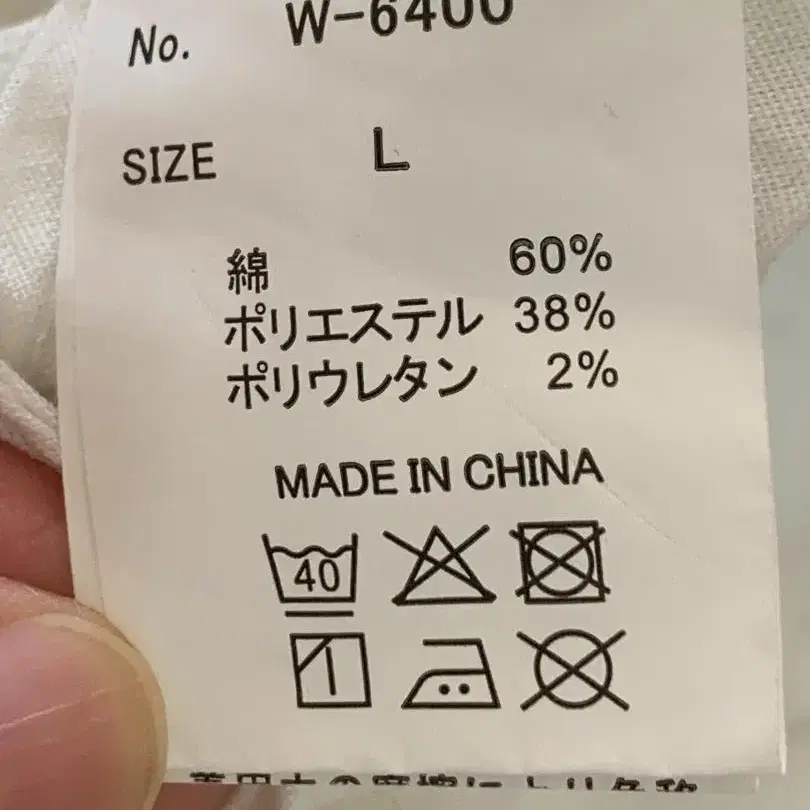 No. W-6400
SIZE L
綿 60%
ポリエステル 38%
ポリウレタン 2%
MADE IN CHINA
40